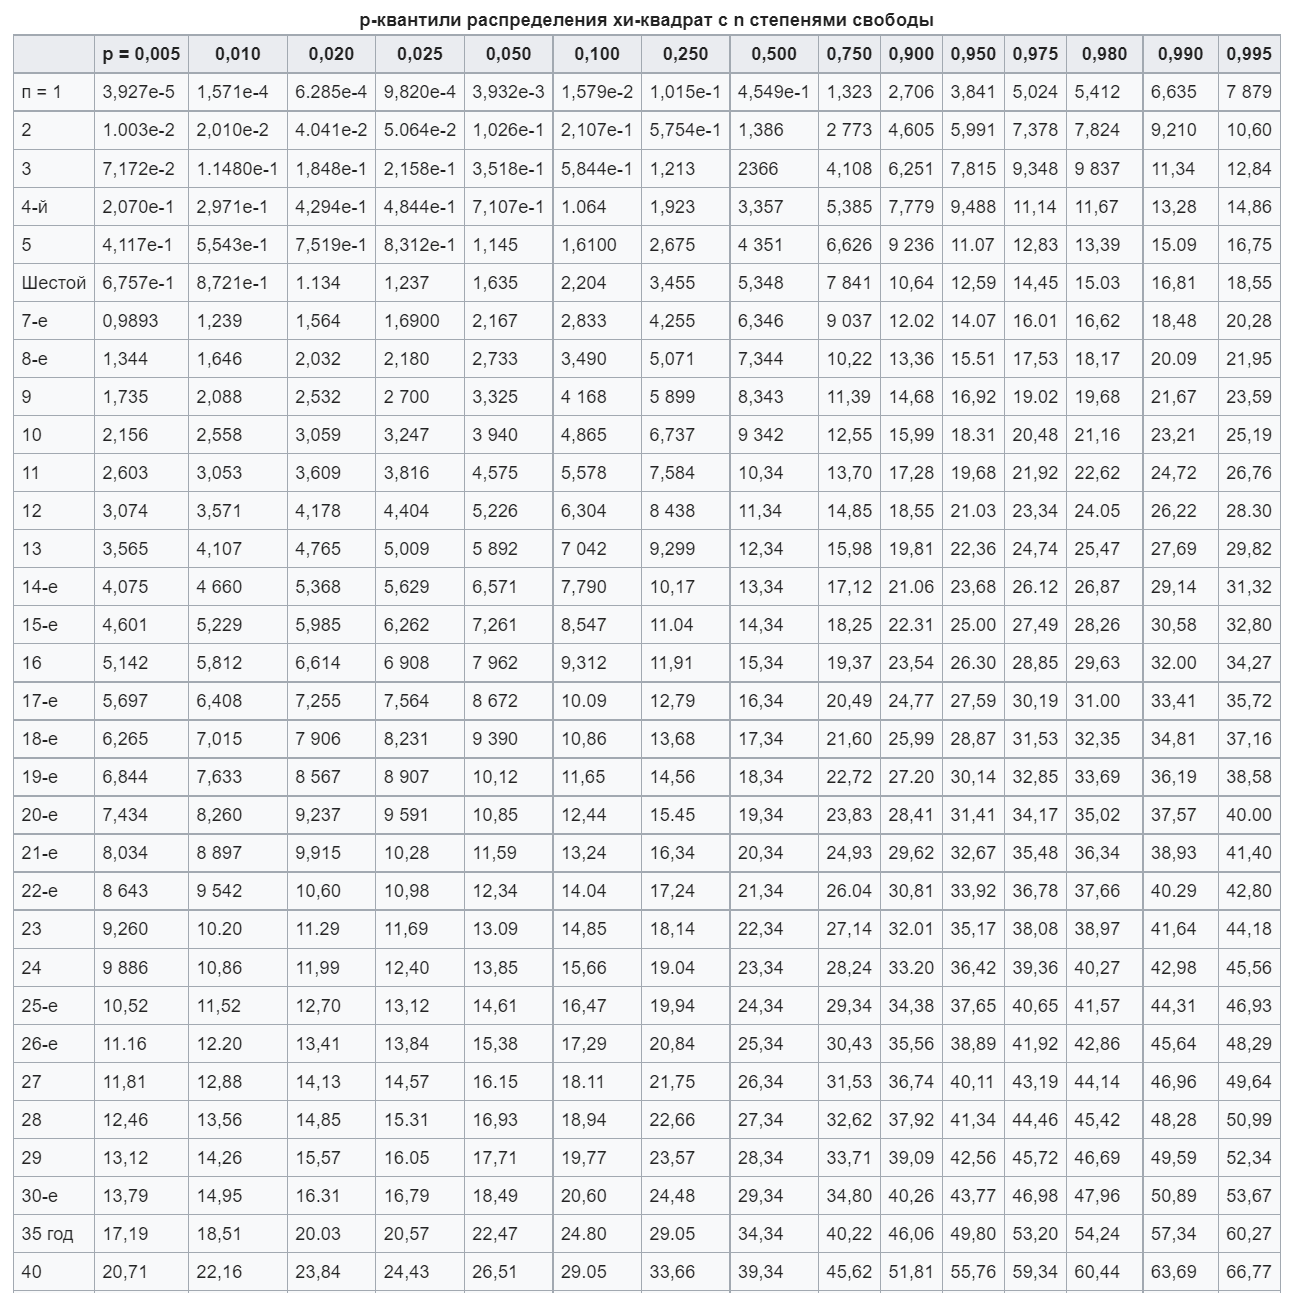 p-квантили распределения хи-квадрат с n степенями свободы
p = 0,005 0,010 0,020 0,025 0,050 0,100 0,250 0,500 0,750 0,900 0,950 0,975 0,980 0,990 0,995
п = 1 3,927e-5 1,571e-4 6.285e-4 9,820e-4 3,932e-3 1,579e-2 1,015e-1 4,549e-1 1,323 2,706 3,841 5,024 5,412 6,635 7 879
2 1.003e-2 2,010e-2 4.041e-2 5.064e-2 1,026e-1 2,107e-1 5,754e-1 1,386 2 773 4,605 5,991 7,378 7,824 9,210 10,60
3 7,172e-2 1.1480e-1 1,848e-1 2,158e-1 3,518e-1 5,844e-1 1,213 2366 4,108 6,251 7,815 9,348 9 837 11,34 12,84
4-й 2,070e-1 2,971e-1 4,294e-1 4,844e-1 7,107e-1 1.064 1,923 3,357 5,385 7,779 9,488 11,14 11,67 13,28 14,86
5 4,117e-1 5,543e-1 7,519e-1 8,312e-1 1,145 1,6100 2,675 4 351 6,626 9 236 11.07 12,83 13,39 15.09 16,75
Шестой 6,757e-1 8,721e-1 1.134 1,237 1,635 2,204 3,455 5,348 7 841 10,64 12,59 14,45 15.03 16,81 18,55
7-е 0,9893 1,239 1,564 1,6900 2,167 2,833 4,255 6,346 9 037 12.02 14.07 16.01 16,62 18,48 20,28
8-е 1,344 1,646 2,032 2,180 2,733 3,490 5,071 7,344 10,22 13,36 15.51 17,53 18,17 20.09 21,95
9 1,735 2,088 2,532 2 700 3,325 4 168 5 899 8,343 11,39 14,68 16,92 19.02 19,68 21,67 23,59
10 2,156 2,558 3,059 3,247 3 940 4,865 6,737 9 342 12,55 15,99 18.31 20,48 21,16 23,21 25,19
11 2,603 3,053 3,609 3,816 4,575 5,578 7,584 10,34 13,70 17,28 19,68 21,92 22,62 24,72 26,76
12 3,074 3,571 4,178 4,404 5,226 6,304 8 438 11,34 14,85 18,55 21.03 23,34 24.05 26,22 28.30
13 3,565 4,107 4,765 5,009 5 892 7 042 9,299 12,34 15,98 19,81 22,36 24,74 25,47 27,69 29,82
14-е 4,075 4 660 5,368 5,629 6,571 7,790 10,17 13,34 17,12 21.06 23,68 26.12 26,87 29,14 31,32
15-е 4,601 5,229 5,985 6,262 7,261 8,547 11.04 14,34 18,25 22.31 25.00 27,49 28,26 30,58 32,80
16 5,142 5,812 6,614 6 908 7 962 9,312 11,91 15,34 19,37 23,54 26.30 28,85 29,63 32.00 34,27
17-е 5,697 6,408 7,255 7,564 8 672 10.09 12,79 16,34 20,49 24,77 27,59 30,19 31.00 33,41 35,72
18-е 6,265 7,015 7 906 8,231 9 390 10,86 13,68 17,34 21,60 25,99 28,87 31,53 32,35 34,81 37,16
19-е 6,844 7,633 8 567 8 907 10,12 11,65 14,56 18,34 22,72 27.20 30,14 32,85 33,69 36,19 38,58
20-е 7,434 8,260 9,237 9 591 10,85 12,44 15.45 19,34 23,83 28,41 31,41 34,17 35,02 37,57 40.00
21-е 8,034 8 897 9,915 10,28 11,59 13,24 16,34 20,34 24,93 29,62 32,67 35,48 36,34 38,93 41,40
22-е 8 643 9 542 10,60 10,98 12,34 14.04 17,24 21,34 26.04 30,81 33,92 36,78 37,66 40.29 42,80
23 9,260 10.20 11.29 11,69 13.09 14,85 18,14 22,34 27,14 32.01 35,17 38,08 38,97 41,64 44,18
24 9 886 10,86 11,99 12,40 13,85 15,66 19.04 23,34 28,24 33.20 36,42 39,36 40,27 42,98 45,56
25-е 10,52 11,52 12,70 13,12 14,61 16,47 19,94 24,34 29,34 34,38 37,65 40,65 41,57 44,31 46,93
26-е 11.16 12.20 13,41 13,84 15,38 17,29 20,84 25,34 30,43 35,56 38,89 41,92 42,86 45,64 48,29
27 11,81 12,88 14,13 14,57 16.15 18.11 21,75 26,34 31,53 36,74 40,11 43,19 44,14 46,96 49,64
28 12,46 13,56 14,85 15.31 16,93 18,94 22,66 27,34 32,62 37,92 41,34 44,46 45,42 48,28 50,99
29 13,12 14,26 15,57 16.05 17,71 19,77 23,57 28,34 33,71 39,09 42,56 45,72 46,69 49,59 52,34
30-е 13,79 14,95 16.31 16,79 18,49 20,60 24,48 29,34 34,80 40,26 43,77 46,98 47,96 50,89 53,67
35 год 17,19 18,51 20.03 20,57 22,47 24.80 29.05 34,34 40,22 46,06 49,80 53,20 54,24 57,34 60,27
40 20,71 22,16 23,84 24,43 26,51 29.05 33,66 39,34 45,62 51,81 55,76 59,34 60,44 63,69 66,77